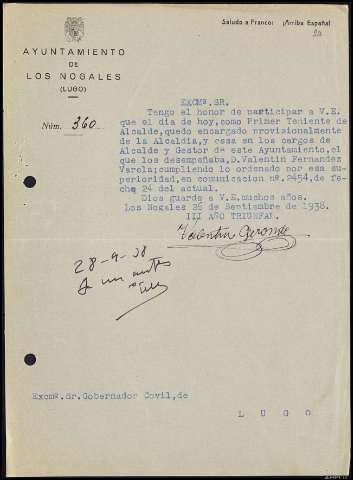 Saludo a Franco: ¡Arriba España!
AYUNTAMIENTO
DE
LOS NOGALES
(LUGO)
Núm. 360
EXCMº. SR.
Tengo el honor de participar a V.E.
que el día de hoy, como Primer Teniente de
Alcalde, quedo encargado provisionalmente
de la Alcaldía, y cesa en los cargos de
Alcalde y Gestor de este Ayuntamiento, el
que los desempeñaba, D. Valentin Fernandez
Varela; cumpliendo lo ordenado por esa su-
perioridad, en comunicacion nº. 2454, de fe-
cha 24 del actual.
Dios guarde a V.E. muchos años.
Los Nogales 26 de Septiembre de 1938.
III AÑO TRIUNFAL.
Valentin
28-9-38
Excmº. Sr. Gobernador Covil, de
L U G O